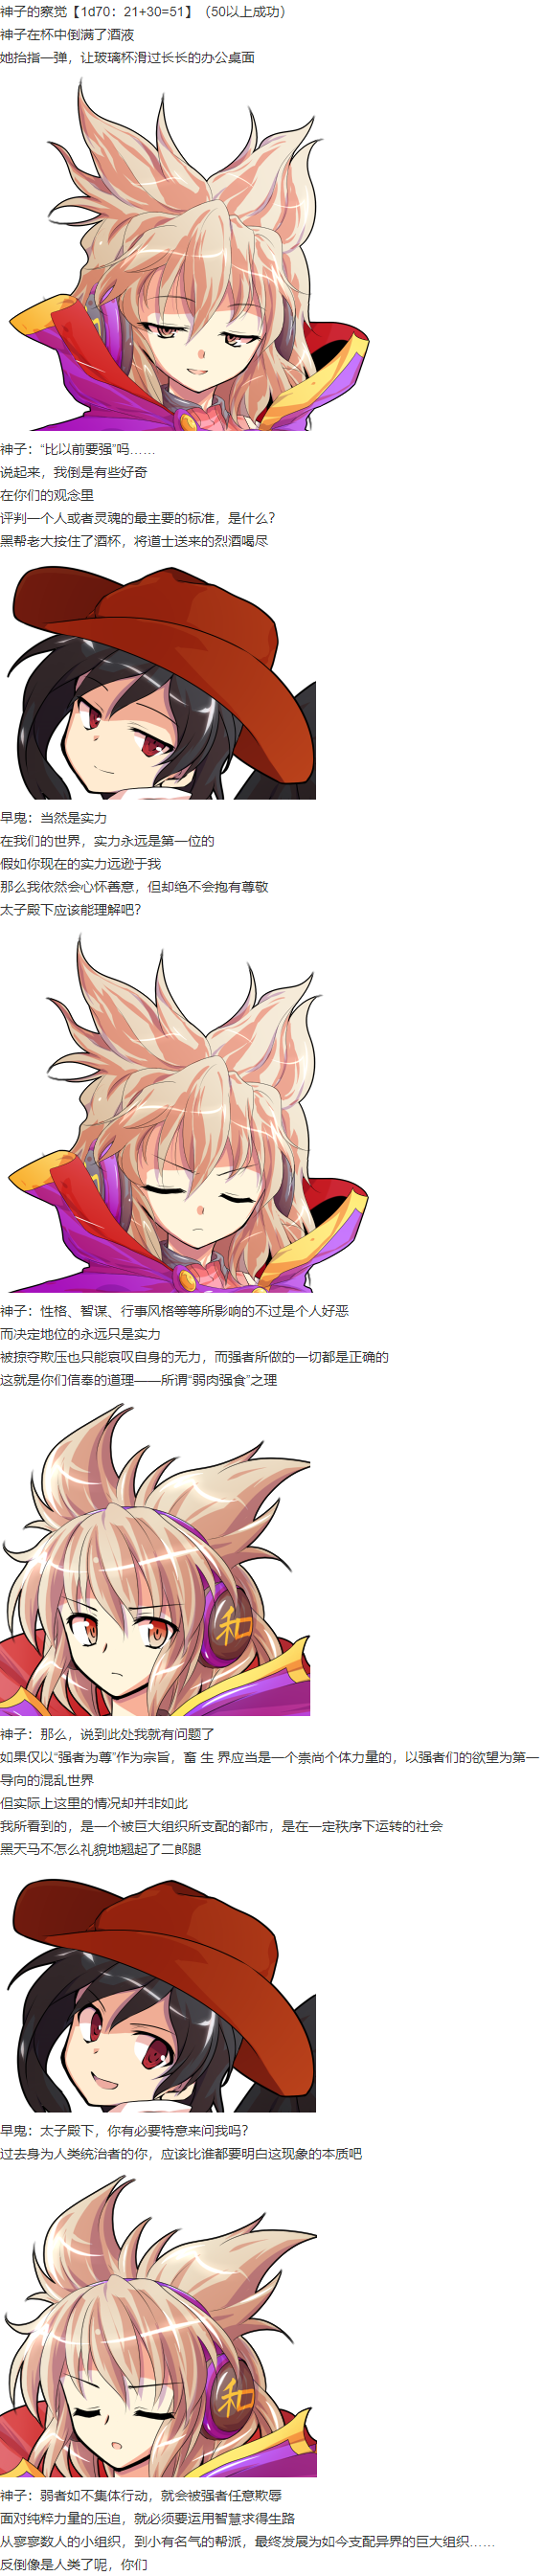 神子的察觉【1d70：21+30=51】（50以上成功）
神子在杯中倒满了酒液
她抬指一弹，让玻璃杯滑过长长的办公桌面
神子：“比以前要强”吗……
说起来，我倒是有些好奇
在你们的观念里
评判一个人或者灵魂的最主要的标准，是什么？
黑帮老大按住了酒杯，将道士送来的烈酒喝尽
早鬼：当然是实力
在我们的世界，实力永远是第一位的
假如你现在的实力远逊于我
那么我依然会心怀善意，但却绝不会抱有尊敬
太子殿下应该能理解吧？
神子：性格、智谋、行事风格等等所影响的不过是个人好恶
而决定地位的永远只是实力
被掠夺欺压也只能哀叹自身的无力，而强者所做的一切都是正确的
这就是你们信奉的道理——所谓“弱肉强食”之理
和
神子：那么，说到此处我就有问题了
如果仅以“强者为尊”作为宗旨，畜 生 界应当是一个崇尚个体力量的，以强者们的欲望为第一
导向的混乱世界
但实际上这里的情况却并非如此
我所看到的，是一个被巨大组织所支配的都市，是在一定秩序下运转的社会
黑天马不怎么礼貌地翘起了二郎腿
早鬼：太子殿下，你有必要特意来问我吗？
过去身为人类统治者的你，应该比谁都要明白这现象的本质吧
和
神子：弱者如不集体行动，就会被强者任意欺辱
面对纯粹力量的压迫，就必须要运用智慧求得生路
从寥寥数人的小组织，到小有名气的帮派，最终发展为如今支配异界的巨大组织……
反倒像是人类了呢，你们